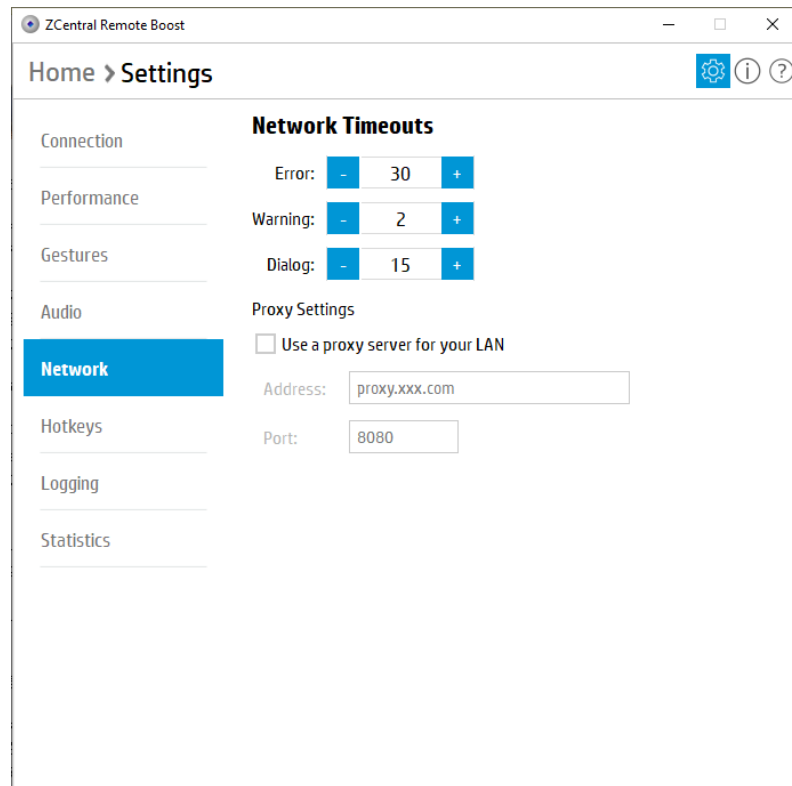 ZCentral Remote Boost
Home > Settings
i ?
Connection
Performance
Gestures
Audio
Network
Hotkeys
Logging
Statistics
Network Timeouts
Error: - 30 +
Warning: - 2 +
Dialog: - 15 +
Proxy Settings
Use a proxy server for your LAN
Address: proxy.xxx.com
Port: 8080